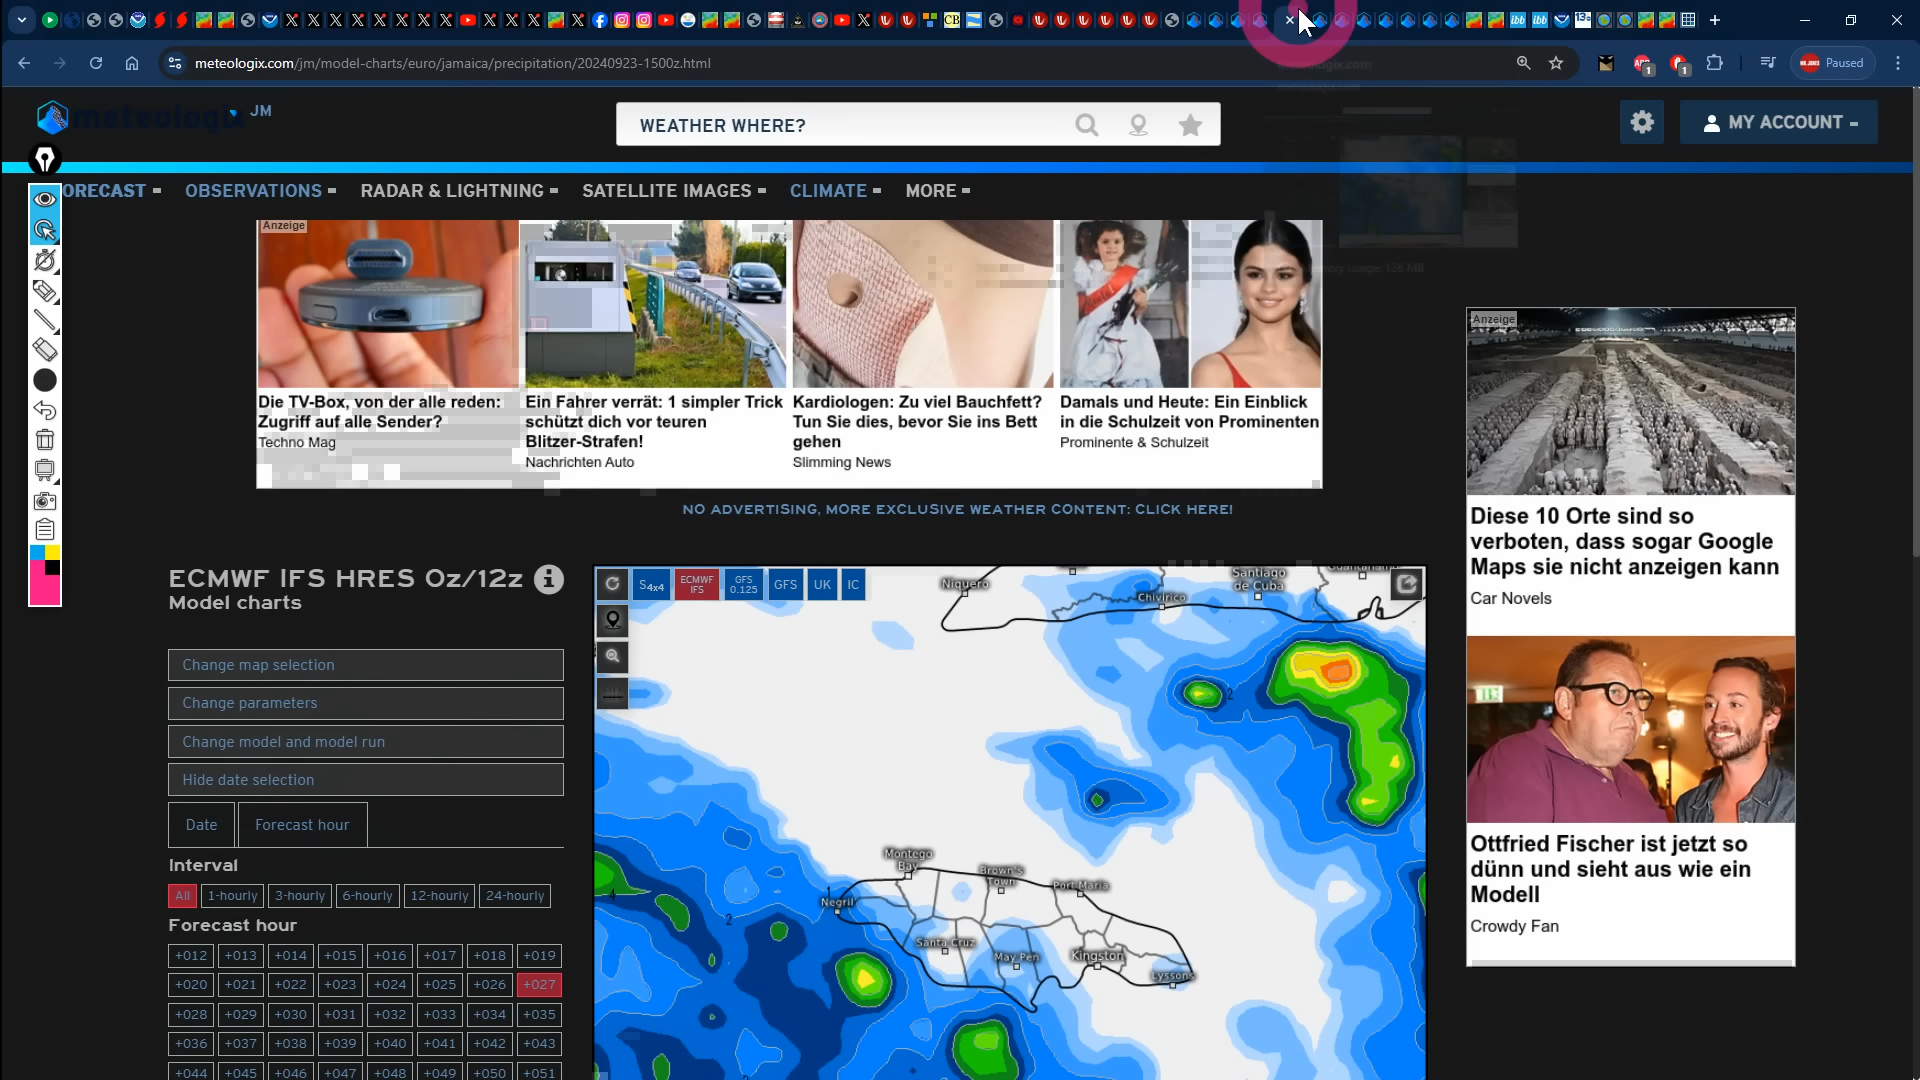 meteologix.com/jm/model-charts/euro/jamaica/precipitation/20240923-1500z.html
1
1
Paused
meteologix
JM
WEATHER WHERE?
MY ACCOUNT
ORECAST
OBSERVATIONS
RADAR & LIGHTNING
SATELLITE IMAGES
CLIMATE
MORE
Anzeige
Die TV-Box, von der alle reden:
Zugriff auf alle Sender?
Techno Mag
Ein Fahrer verrät: 1 simpler Trick
schützt dich vor teuren
Blitzer-Strafen!
Nachrichten Auto
Kardiologen: Zu viel Bauchfett?
Tun Sie dies, bevor Sie ins Bett
gehen
Slimming News
Damals und Heute: Ein Einblick
in die Schulzeit von Prominenten
Prominente & Schulzeit
NO ADVERTISING, MORE EXCLUSIVE WEATHER CONTENT: CLICK HERE!
Anzeige
Diese 10 Orte sind so
verboten, dass sogar Google
Maps sie nicht anzeigen kann
Car Novels
Ottfried Fischer ist jetzt so
dünn und sieht aus wie ein
Modell
Crowdy Fan
ECMWF IFS HRES 0z/12z
Model charts
Change map selection
Change parameters
Change model and model run
Hide date selection
Date
Forecast hour
Interval
All
1-hourly
3-hourly
6-hourly
12-hourly
24-hourly
Forecast hour
+012 +013 +014 +015 +016 +017 +018 +019
+020 +021 +022 +023 +024 +025 +026 +027
+028 +029 +030 +031 +032 +033 +034 +035
+036 +037 +038 +039 +040 +041 +042 +043
+044 +045 +046 +047 +048 +049 +050 +051
S4x4
ECMWF IFS
GFS 0.125
GFS
UK
IC
Niquero
Chivirico
Santiago
de Cuba
Guantanamo
2
Montego
Bay
Brown's
Town
Port Maria
1
Negril
4
2
Santa Cruz
May Pen
Kingston
Lyssons